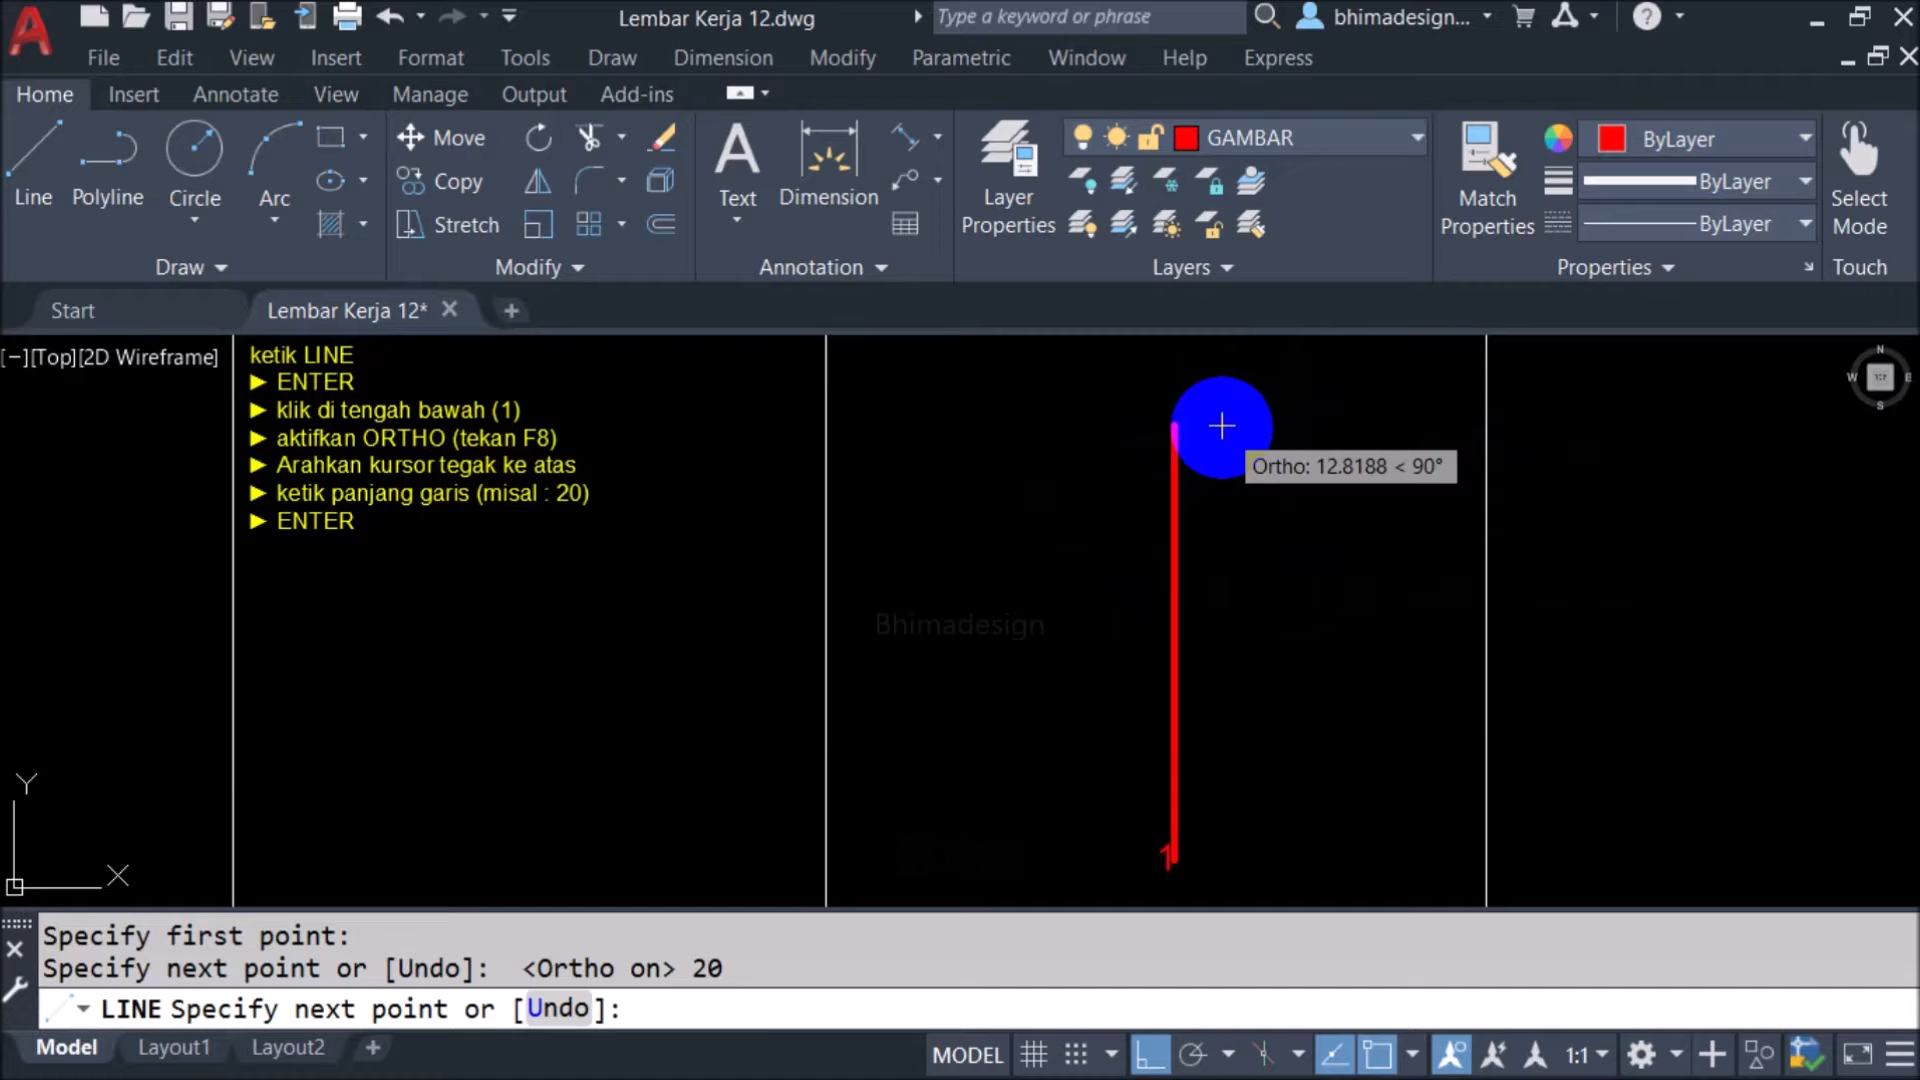 Lembar Kerja 12.dwg
Type a keyword or phrase
bhimadesign...
File Edit View Insert Format Tools Draw Dimension Modify Parametric Window Help Express
Home Insert Annotate View Manage Output Add-ins
Line
Polyline
Circle
Arc
Move
Copy
Stretch
Text
Dimension
Layer
Properties
GAMBAR
Match
Properties
ByLayer
ByLayer
ByLayer
Select
Mode
Draw
Modify
Annotation
Layers
Properties
Touch
Start
Lembar Kerja 12*
[−][Top][2D Wireframe]
ketik LINE
► ENTER
► klik di tengah bawah (1)
► aktifkan ORTHO (tekan F8)
► Arahkan kursor tegak ke atas
► ketik panjang garis (misal : 20)
► ENTER
Ortho: 12.8188 < 90°
N
W
E
S
Bhimadesign
1
Y
X
Specify first point:
Specify next point or [Undo]: <Ortho on> 20
LINE Specify next point or [Undo]:
Model Layout1 Layout2
MODEL
1:1